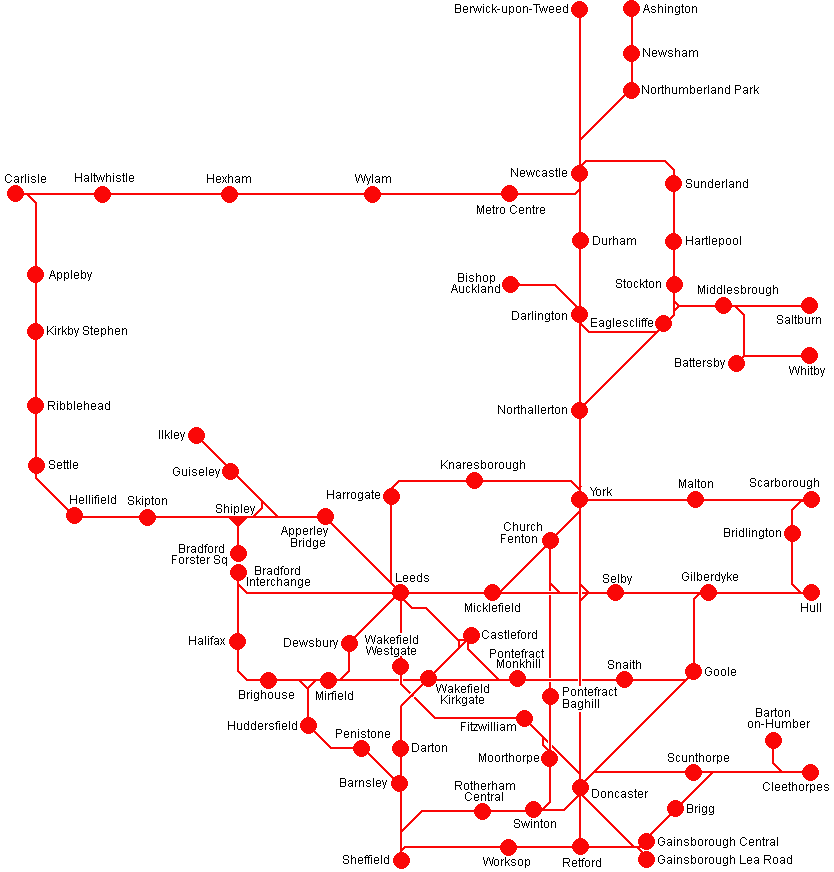 Berwick-upon-Tweed
Ashington
Newsham
Northumberland Park
Carlisle
Haltwhistle
Hexham
Wylam
Newcastle
Metro Centre
Sunderland
Durham
Hartlepool
Appleby
Bishop
Auckland
Stockton
Middlesbrough
Darlington
Eaglescliffe
Saltburn
Kirkby Stephen
Battersby
Whitby
Ribblehead
Northallerton
Ilkley
Settle
Guiseley
Knaresborough
Hellifield
Skipton
Shipley
Harrogate
York
Malton
Scarborough
Apperley
Bridge
Church
Fenton
Bridlington
Bradford
Forster Sq
Bradford
Interchange
Leeds
Micklefield
Selby
Gilberdyke
Hull
Halifax
Dewsbury
Wakefield
Westgate
Castleford
Pontefract
Monkhill
Snaith
Goole
Brighouse
Mirfield
Wakefield
Kirkgate
Pontefract
Baghill
Huddersfield
Penistone
Fitzwilliam
Barton
on-Humber
Darton
Moorthorpe
Scunthorpe
Barnsley
Rotherham
Central
Doncaster
Cleethorpes
Swinton
Brigg
Sheffield
Worksop
Retford
Gainsborough Central
Gainsborough Lea Road